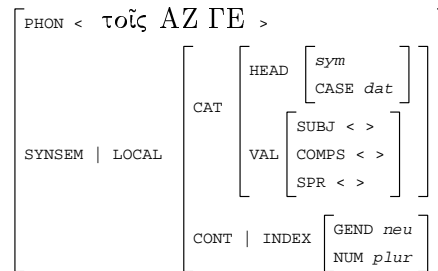 PHON < τοῖς ΑΖ ΓΕ >
HEAD
sym
CASE dat
CAT
SUBJ < >
SYNSEM | LOCAL
VAL
COMPS < >
SPR < >
CONT | INDEX
GEND neu
NUM plur